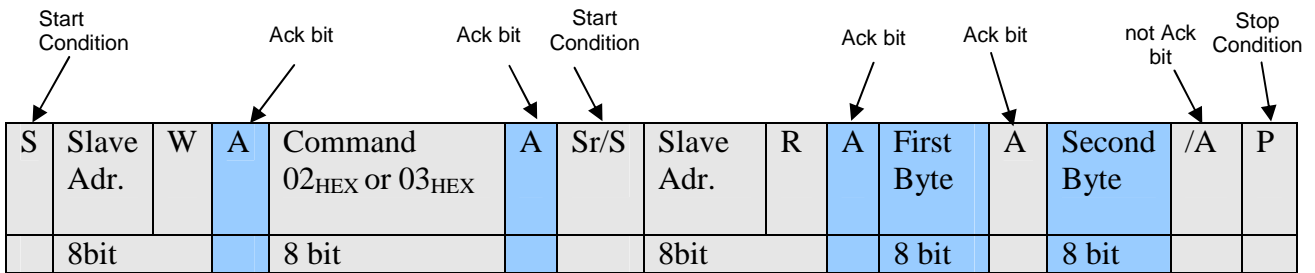 Start
Condition
Ack bit
Ack bit
Start
Condition
Ack bit
Ack bit
not Ack
bit
Stop
Condition
S
Slave
Adr.
W
A
Command
02HEX or 03HEX
A
Sr/S
Slave
Adr.
R
A
First
Byte
A
Second
Byte
/A
P
8bit
8 bit
8bit
8 bit
8 bit